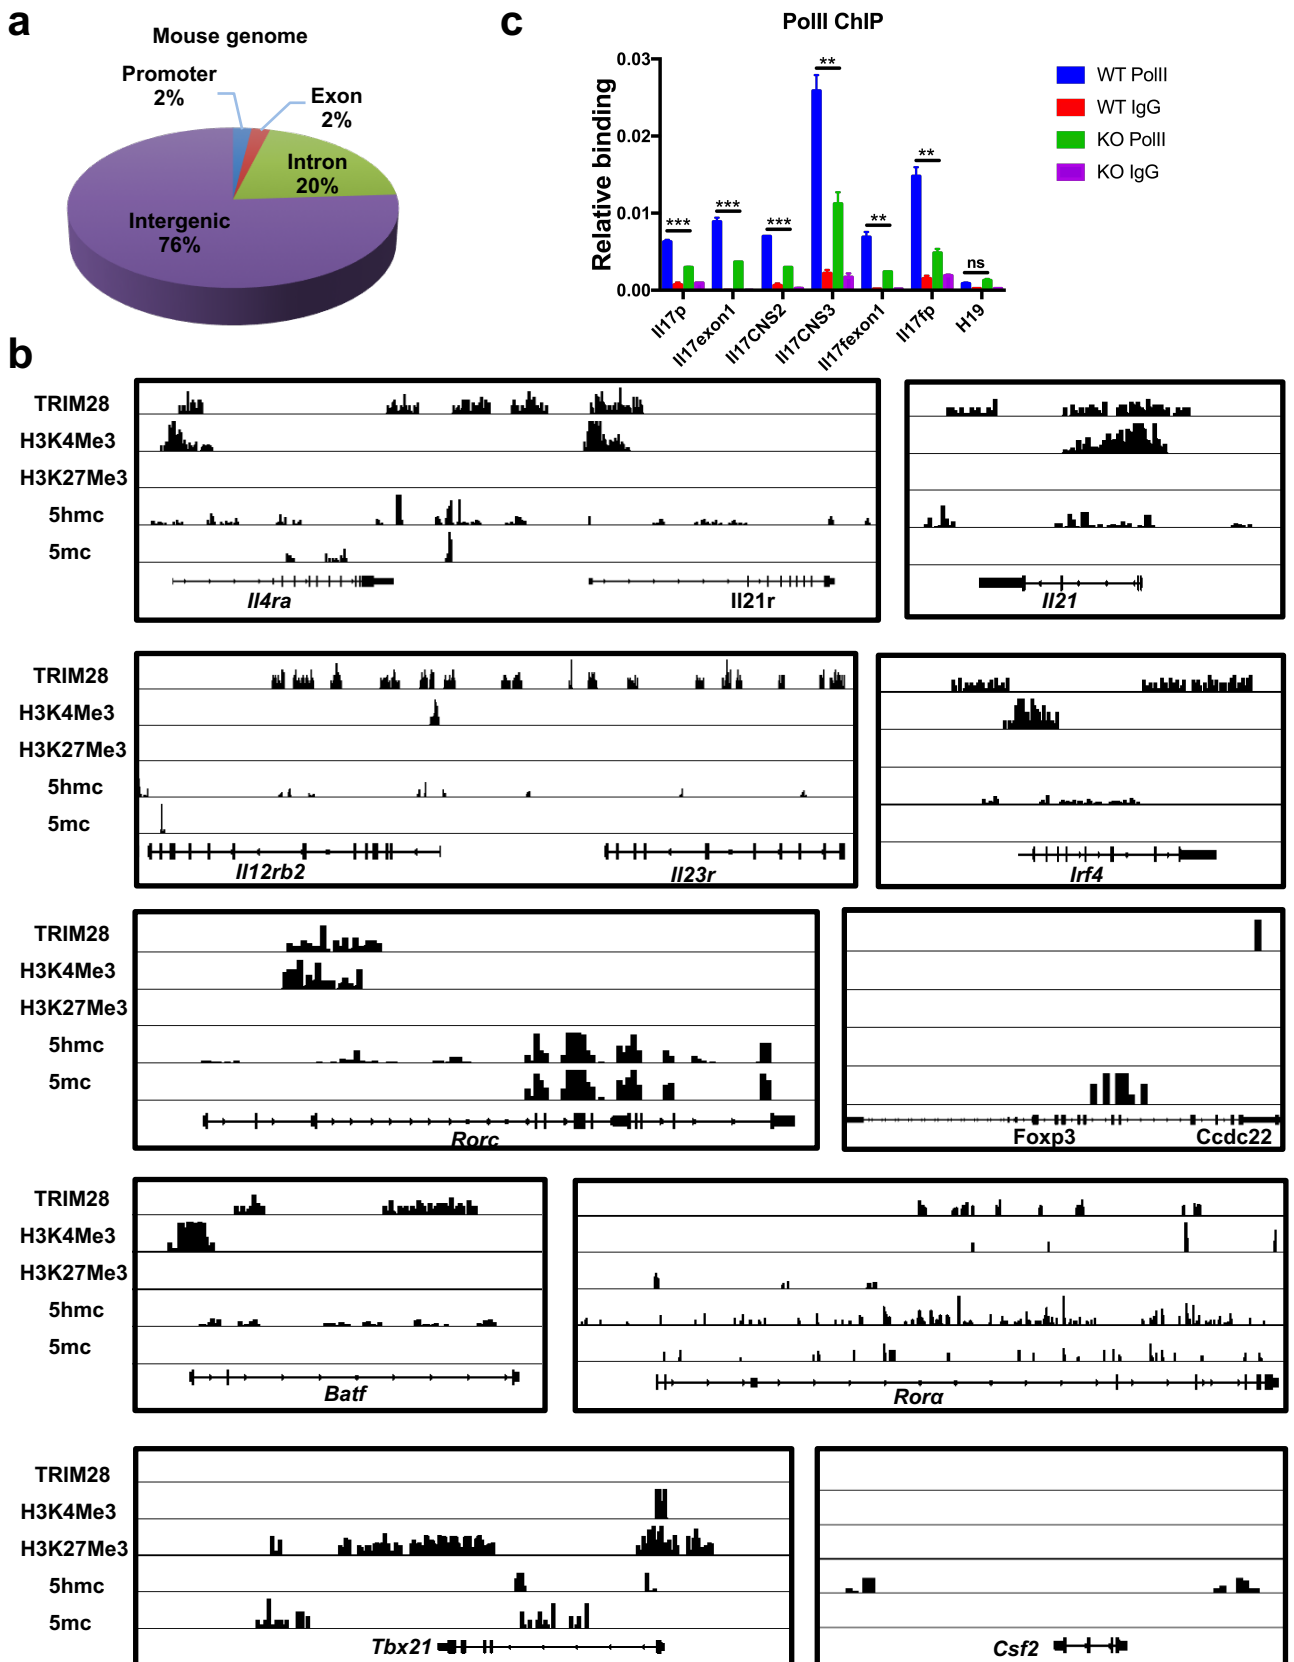 a
Mouse genome
Promoter
2%
Exon
2%
Intron
20%
Intergenic
76%
c
PolII ChIP
Relative binding
0.03
0.02
0.01
0.00
***
***
***
**
**
**
ns
Il17p
Il17exon1
Il17CNS2
Il17CNS3
Il17fexon1
Il17fp
H19
WT PolII
WT IgG
KO PolII
KO IgG
b
TRIM28
H3K4Me3
H3K27Me3
5hmc
5mc
Il4ra
Il21r
Il21
TRIM28
H3K4Me3
H3K27Me3
5hmc
5mc
Il12rb2
Il23r
Irf4
TRIM28
H3K4Me3
H3K27Me3
5hmc
5mc
Rorc
Foxp3
Ccdc22
TRIM28
H3K4Me3
H3K27Me3
5hmc
5mc
Batf
Rorα
TRIM28
H3K4Me3
H3K27Me3
5hmc
5mc
Tbx21
Csf2